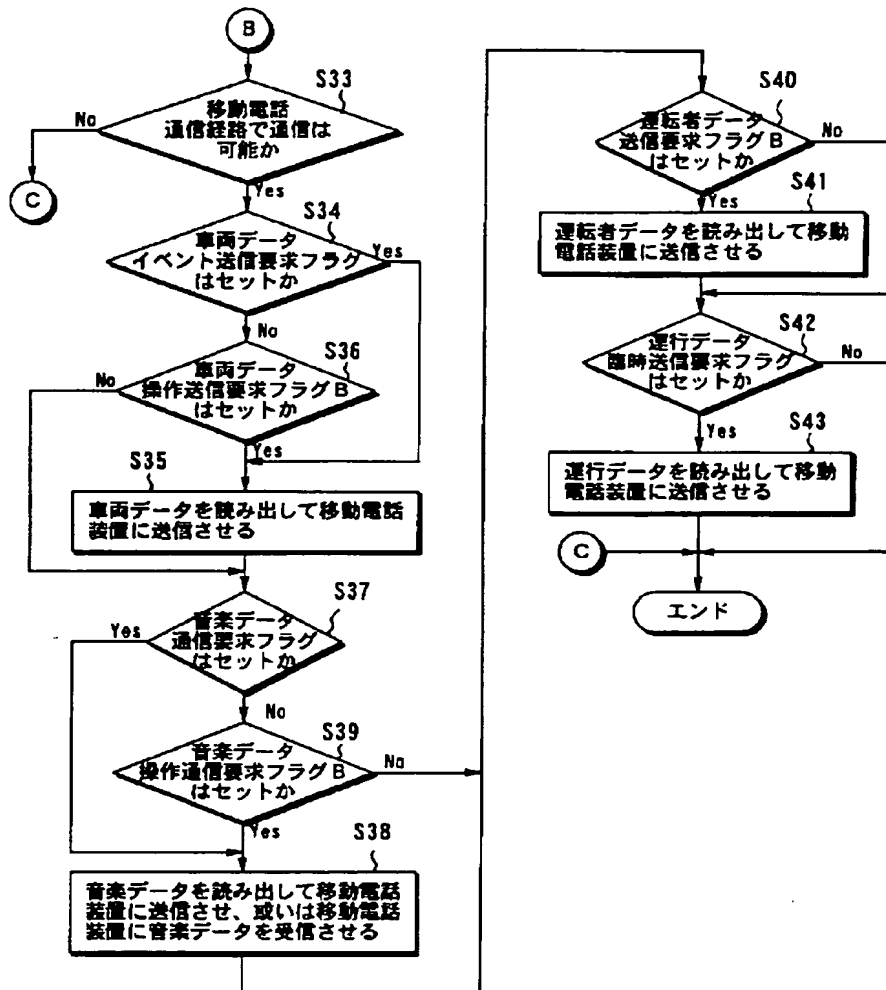 B
S33
移動電話
通信経路で通信は
可能か
No
C
Yes
S34
車両データ
イベント送信要求フラグ
はセットか
Yes
No
S36
車両データ
操作送信要求フラグB
はセットか
No
Yes
S35
車両データを読み出して移動電話
装置に送信させる
S37
音楽データ
通信要求フラグ
はセットか
Yes
No
S39
音楽データ
操作通信要求フラグB
はセットか
No
Yes
S38
音楽データを読み出して移動電話
装置に送信させ、或いは移動電話
装置に音楽データを受信させる
S40
運転者データ
送信要求フラグB
はセットか
No
Yes
S41
運転者データを読み出して移動
電話装置に送信させる
S42
運行データ
臨時送信要求フラグ
はセットか
No
Yes
S43
運行データを読み出して移動
電話装置に送信させる
C
エンド